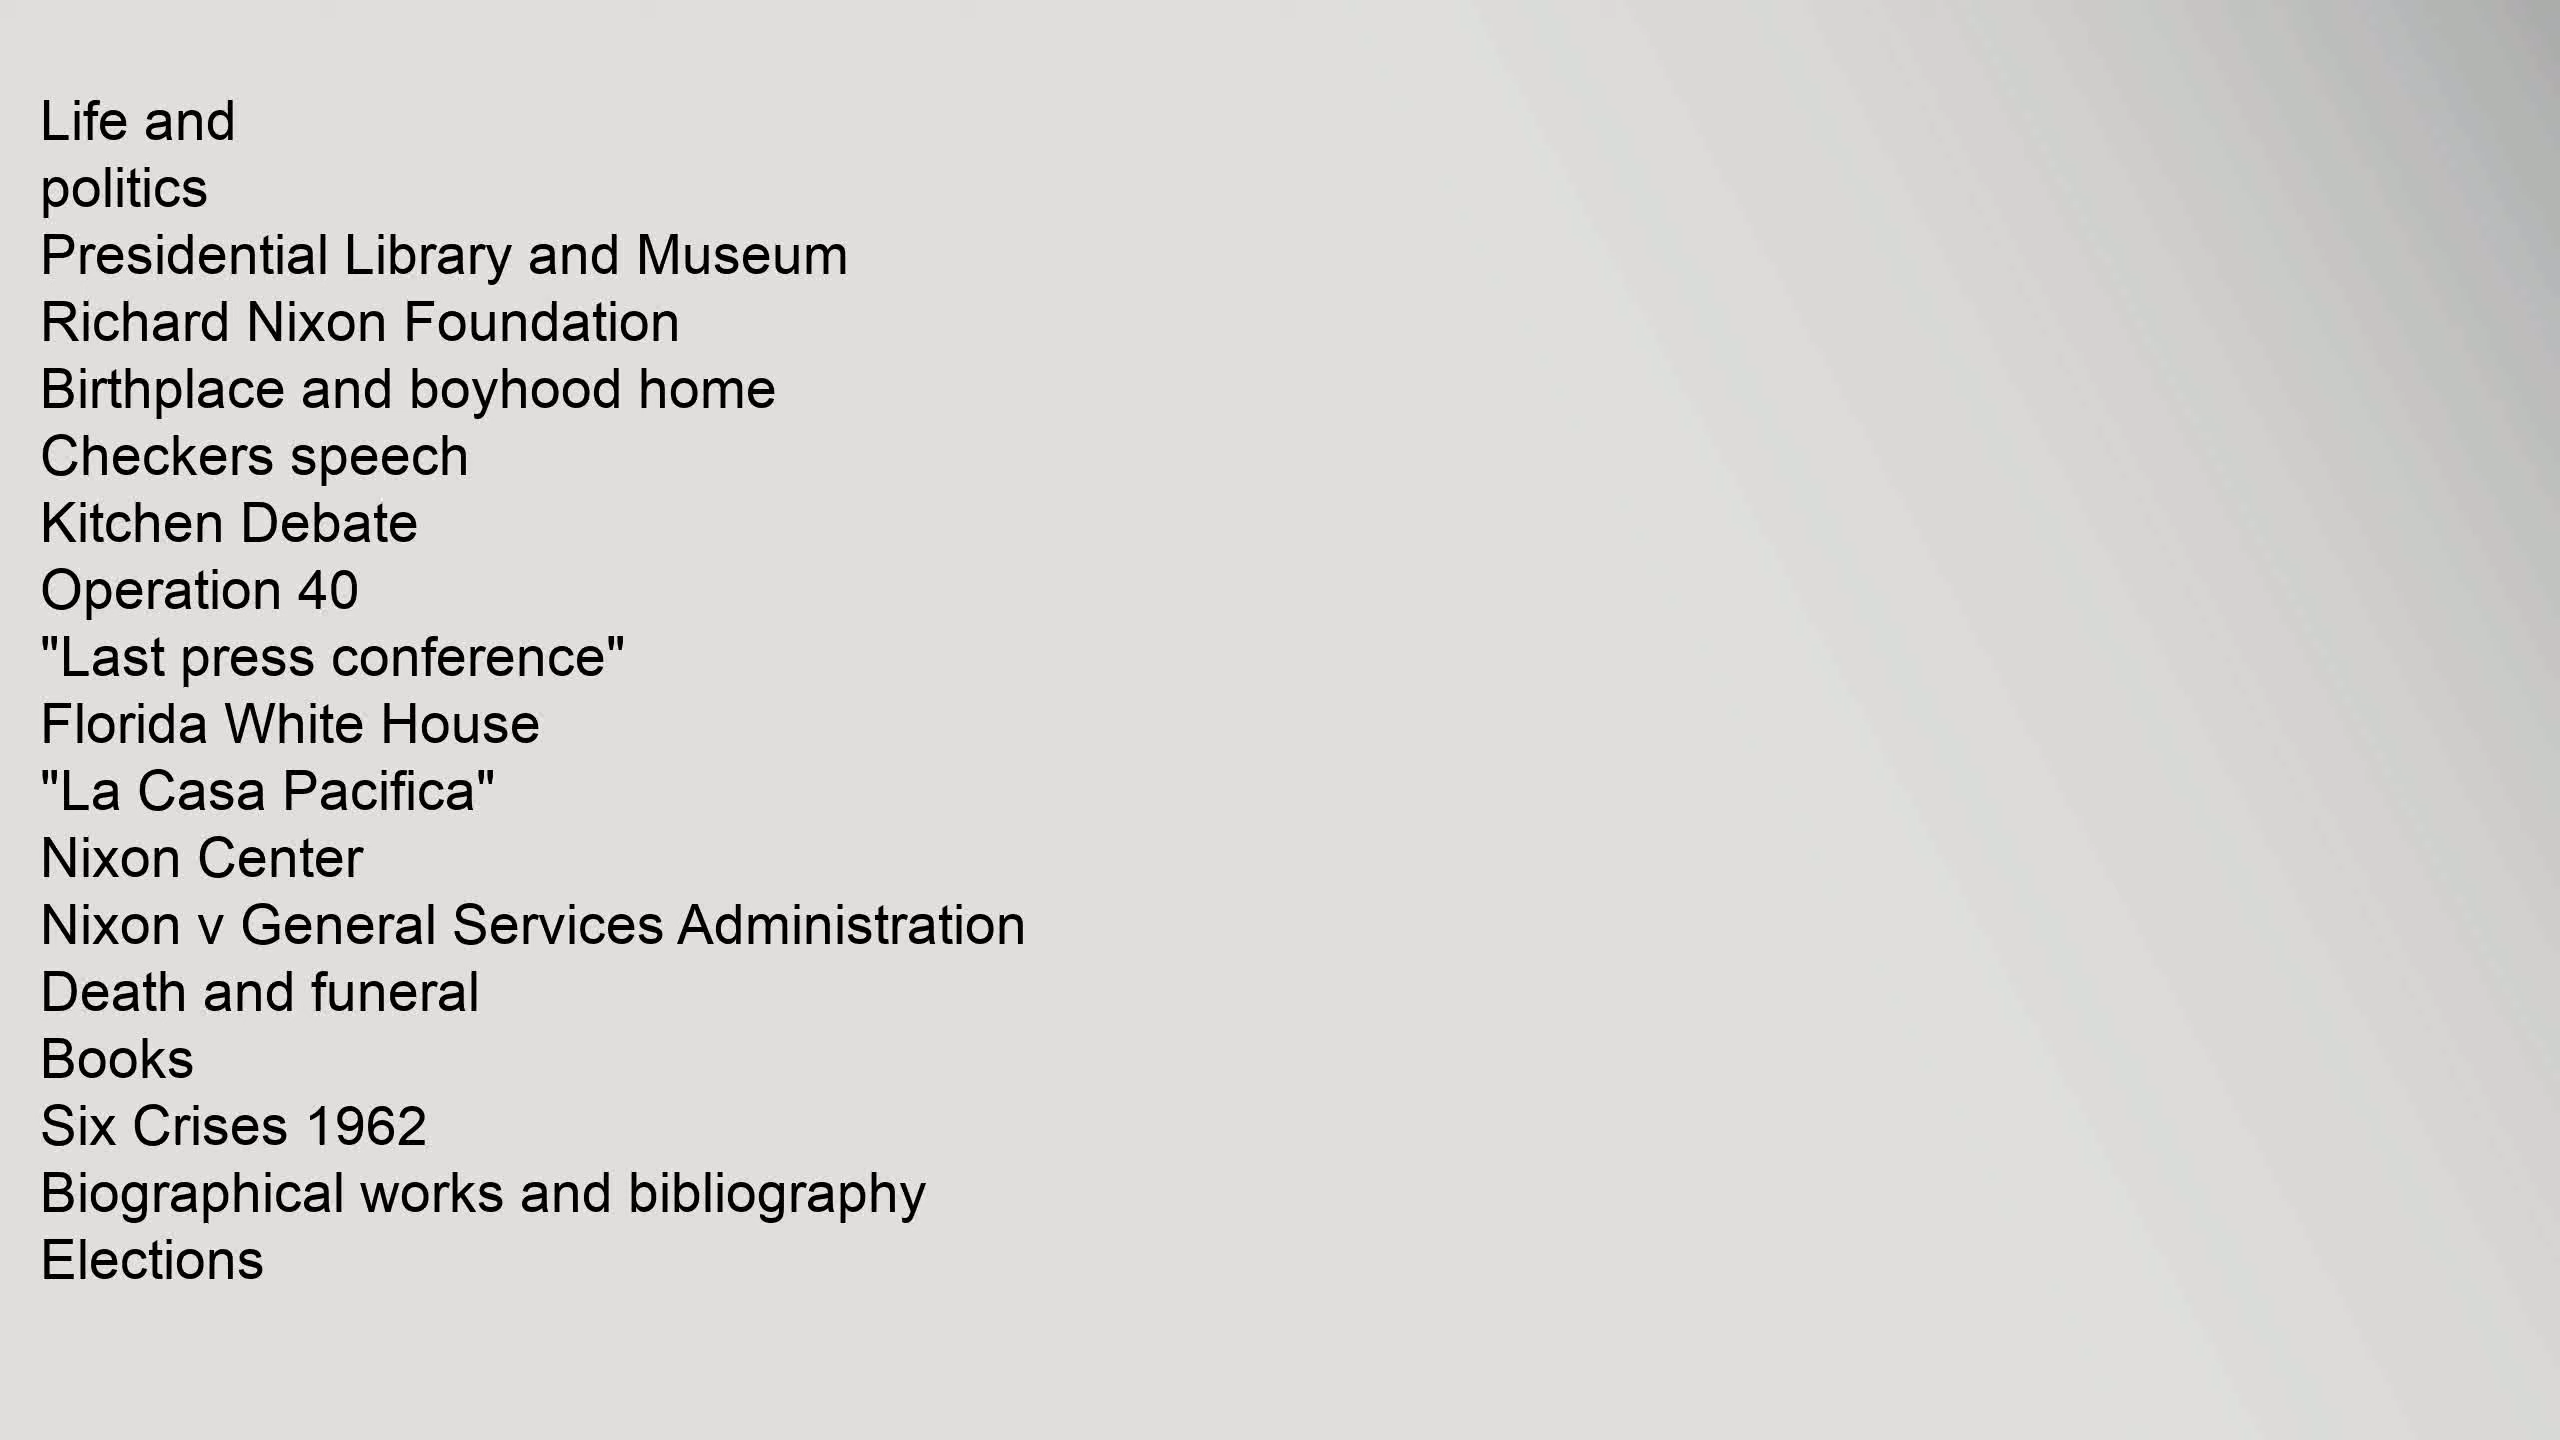 Life and
politics
Presidential Library and Museum
Richard Nixon Foundation
Birthplace and boyhood home
Checkers speech
Kitchen Debate
Operation 40
"Last press conference"
Florida White House
"La Casa Pacifica"
Nixon Center
Nixon v General Services Administration
Death and funeral
Books
Six Crises 1962
Biographical works and bibliography
Elections